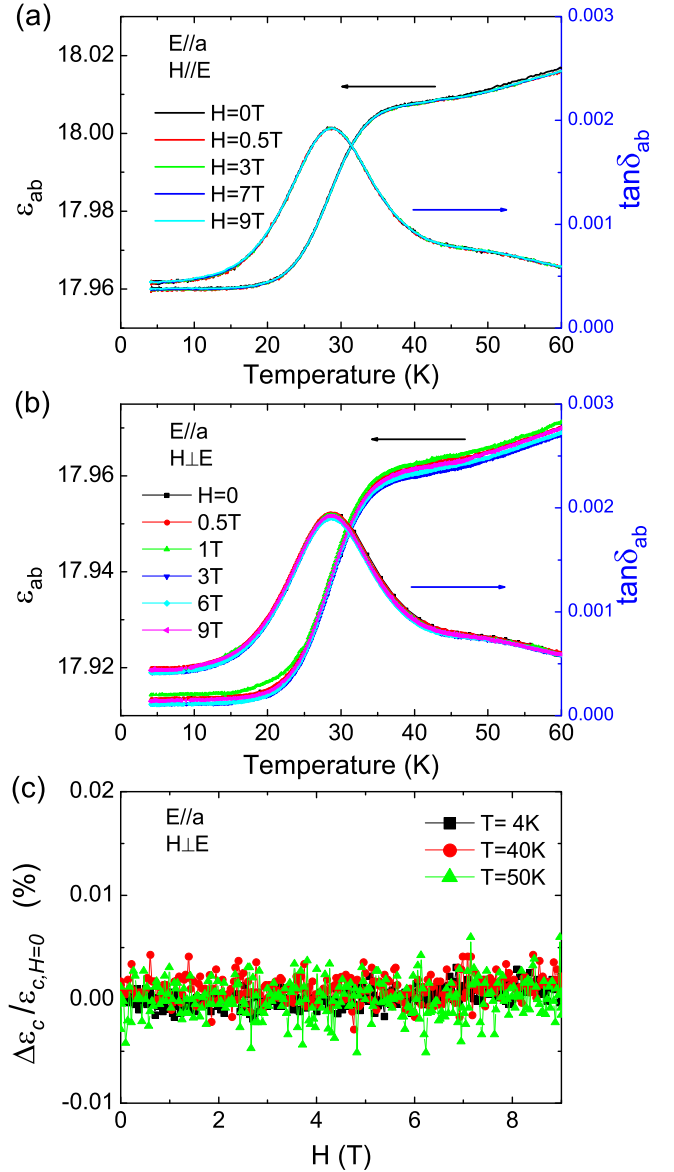 (a)
E//a
H//E
H=0T
H=0.5T
H=3T
H=7T
H=9T
18.02
18.00
17.98
17.96
ε_ab
0.003
0.002
0.001
0.000
tanδ_ab
0 10 20 30 40 50 60
Temperature (K)
(b)
E//a
H⊥E
H=0
0.5T
1T
3T
6T
9T
17.96
17.94
17.92
ε_ab
0.003
0.002
0.001
0.000
tanδ_ab
0 10 20 30 40 50 60
Temperature (K)
(c)
E//a
H⊥E
T= 4K
T=40K
T=50K
0.02
0.01
0.00
-0.01
Δε_c/ε_c,H=0 (%)
0 2 4 6 8
H (T)